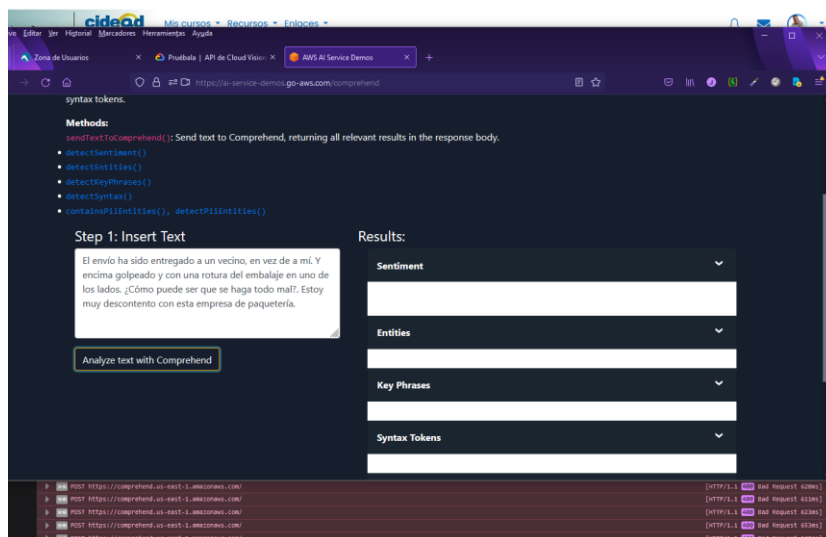 cidead
Mis cursos Recursos Enlaces
Editar Ver Historial Marcadores Herramientas Ayuda
Zona de Usuarios × Pruébala | API de Cloud Vision × AWS AI Service Demos × +
https://ai-service-demos.go-aws.com/comprehend
syntax tokens.
Methods:
sendTextToComprehend(): Send text to Comprehend, returning all relevant results in the response body.
• detectSentiment()
• detectEntities()
• detectKeyPhrases()
• detectSyntax()
• containsPiiEntities(), detectPiiEntities()
Step 1: Insert Text
El envío ha sido entregado a un vecino, en vez de a mí. Y
encima golpeado y con una rotura del embalaje en uno de
los lados. ¿Cómo puede ser que se haga todo mal?. Estoy
muy descontento con esta empresa de paquetería.
Analyze text with Comprehend
Results:
Sentiment
Entities
Key Phrases
Syntax Tokens
POST https://comprehend.us-east-1.amazonaws.com/ [HTTP/1.1 400 Bad Request 620ms]
POST https://comprehend.us-east-1.amazonaws.com/ [HTTP/1.1 400 Bad Request 611ms]
POST https://comprehend.us-east-1.amazonaws.com/ [HTTP/1.1 400 Bad Request 623ms]
POST https://comprehend.us-east-1.amazonaws.com/ [HTTP/1.1 400 Bad Request 653ms]